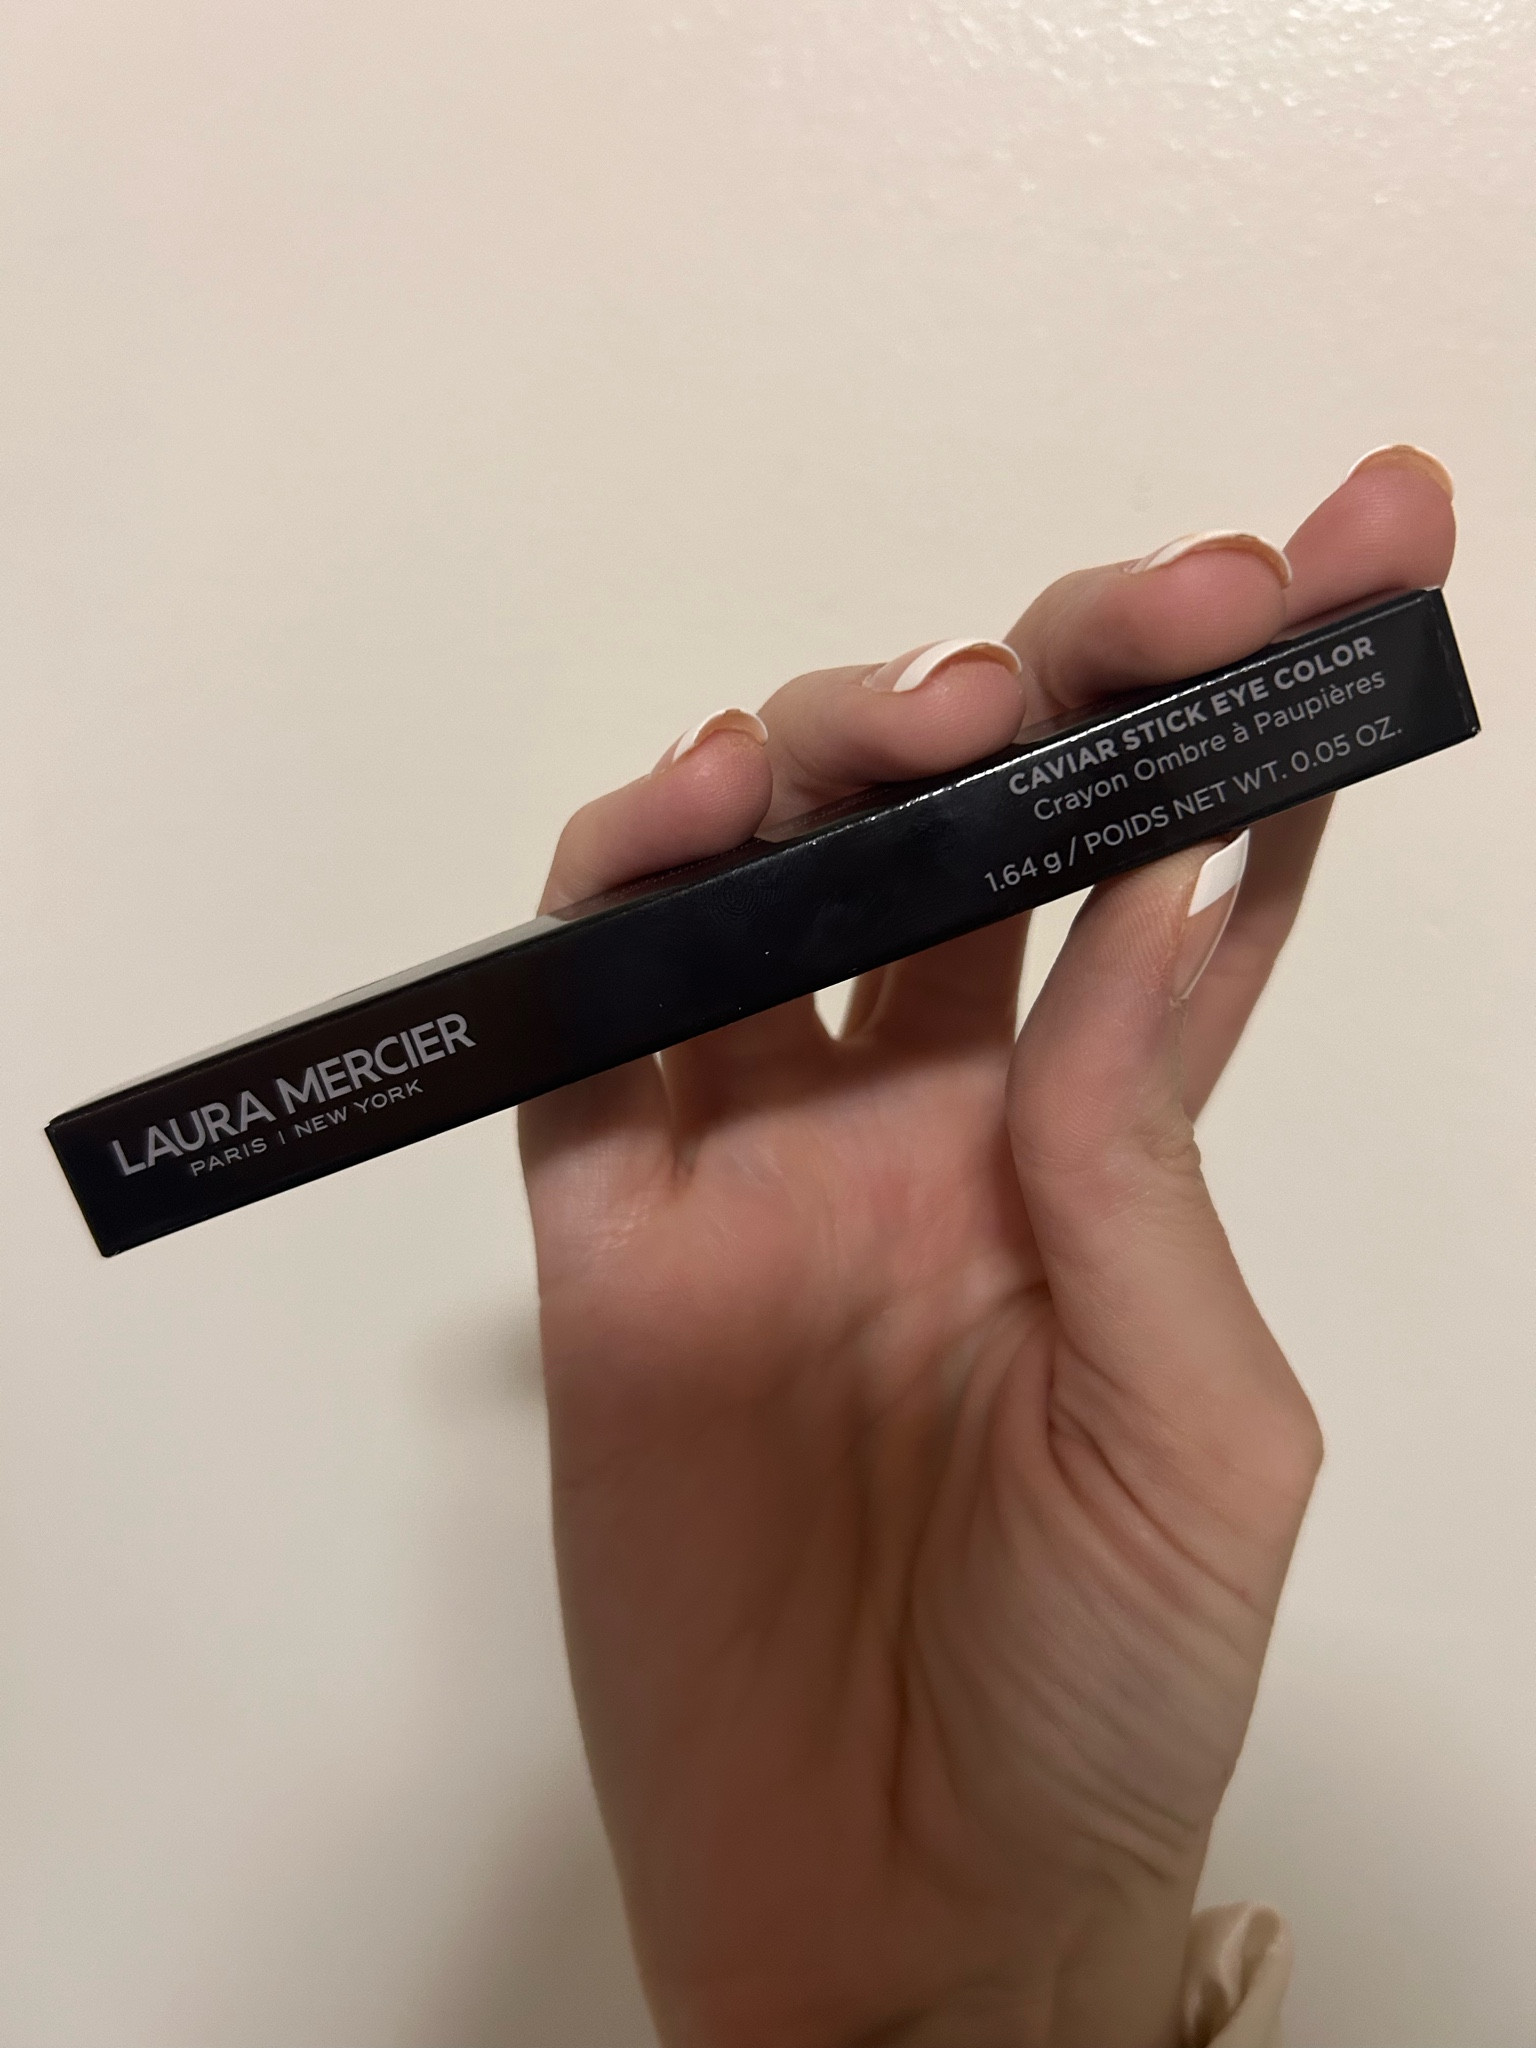 LAURA MERCIER
PARIS | NEW YORK
CAVIAR STICK EYE COLOR
Crayon Ombre à Paupières
1.64 g / POIDS NET WT. 0.05 OZ.